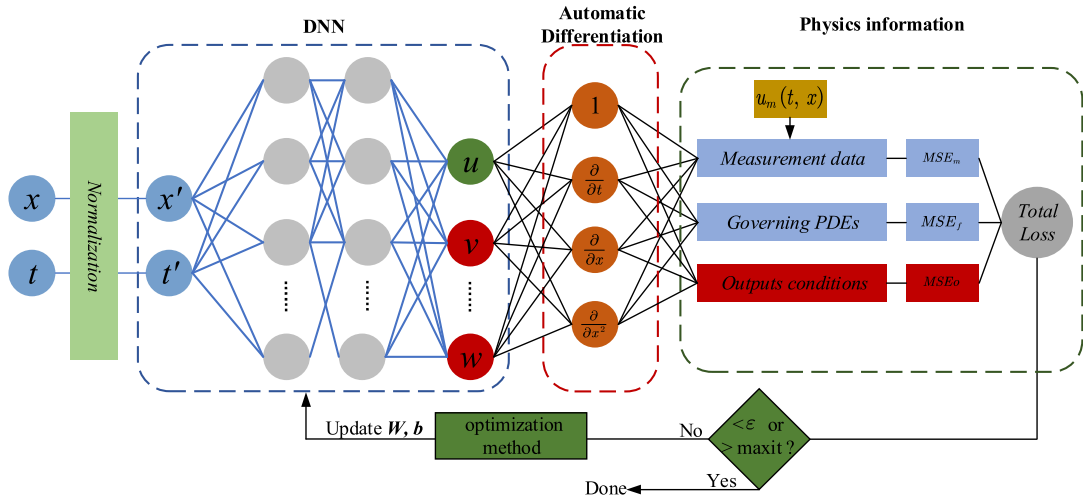 DNN
Automatic
Differentiation
Physics information
x
t
Normalization
x'
t'
......
......
u
v
......
w
1
∂/∂t
∂/∂x
∂/∂x²
u_m(t, x)
Measurement data
MSE_m
Governing PDEs
MSE_f
Outputs conditions
MSEo
Total
Loss
Update W, b
optimization
method
No
<ε or
> maxit ?
Yes
Done